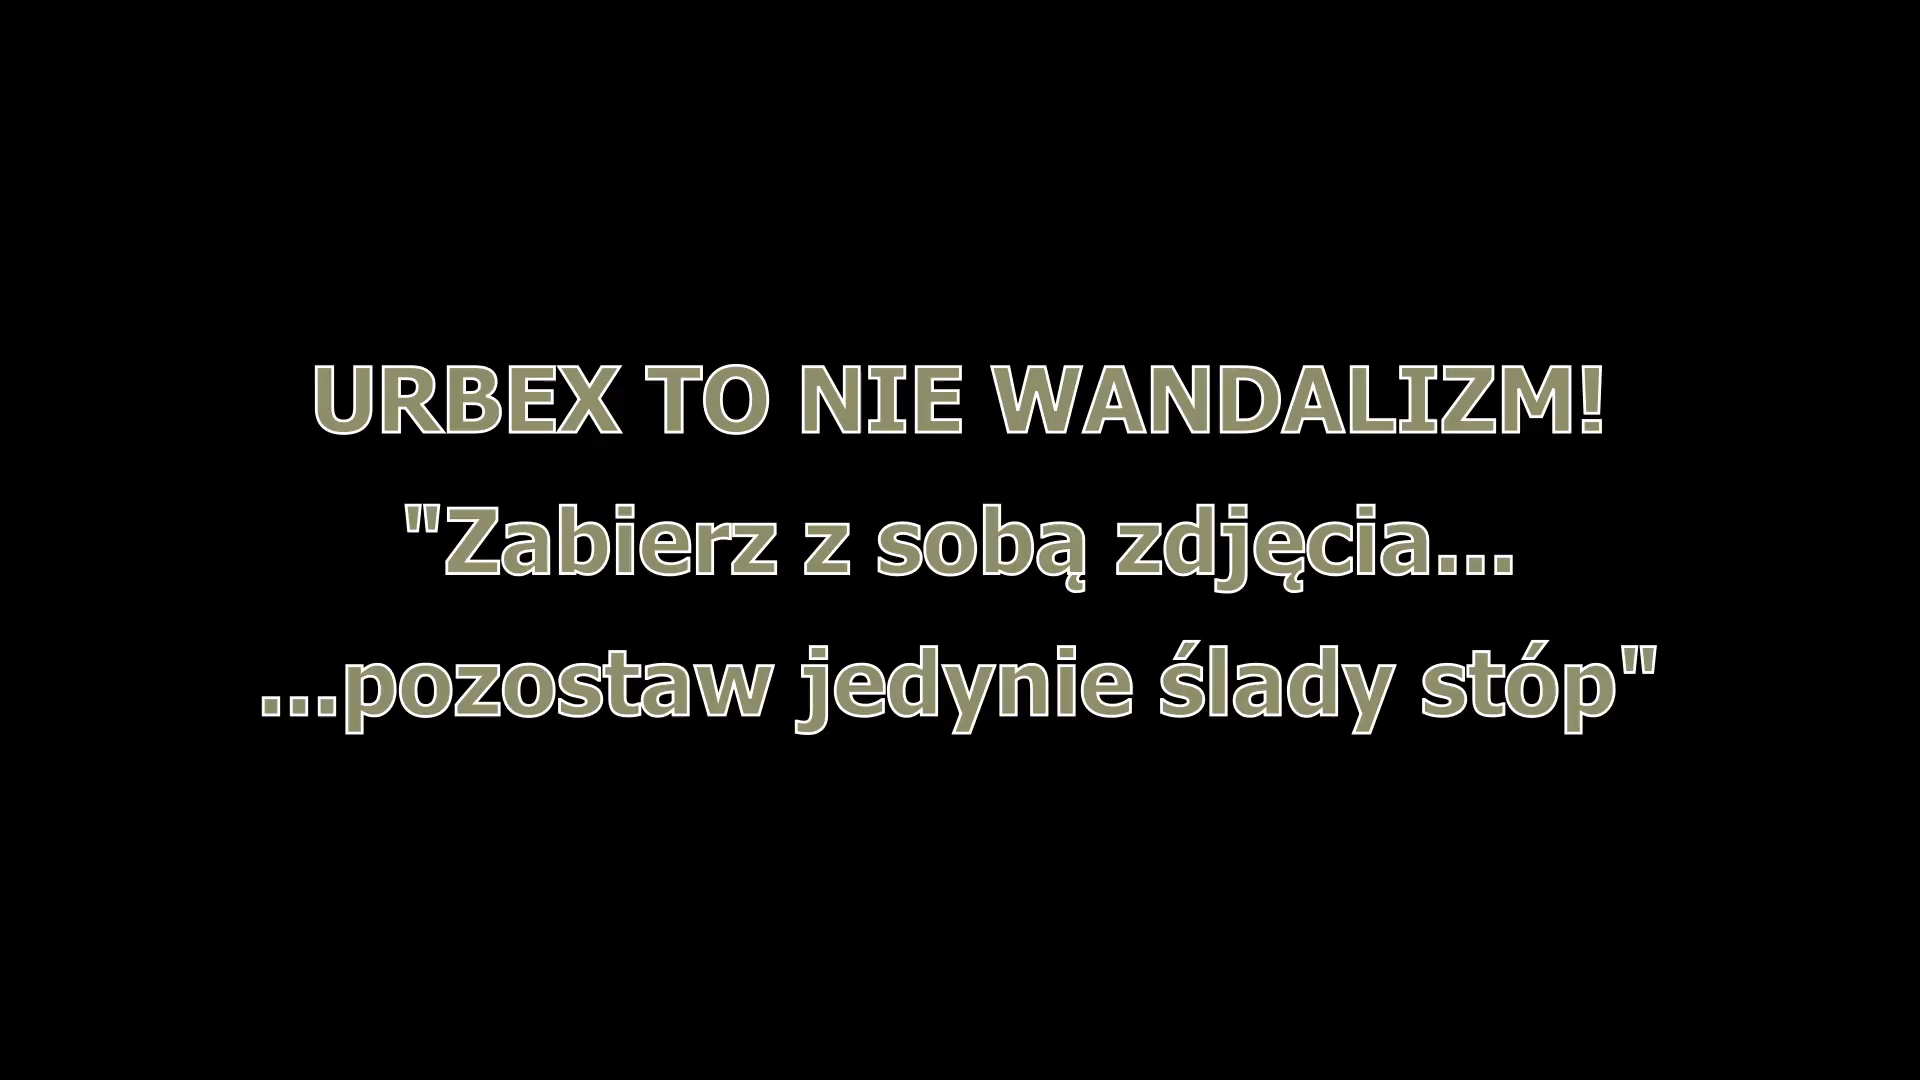 URBEX TO NIE WANDALIZM!
"Zabierz z sobą zdjęcia...
...pozostaw jedynie ślady stóp"